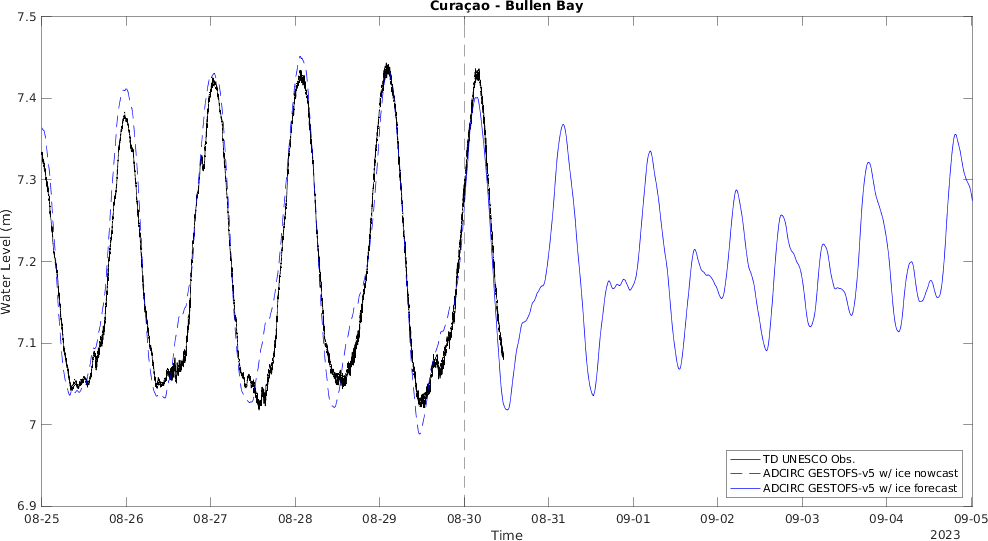 Curaçao - Bullen Bay
7.5
7.4
7.3
7.2
7.1
7
6.9
Water Level (m)
08-25 08-26 08-27 08-28 08-29 08-30 08-31 09-01 09-02 09-03 09-04 09-05
Time
2023
TD UNESCO Obs.
ADCIRC GESTOFS-v5 w/ ice nowcast
ADCIRC GESTOFS-v5 w/ ice forecast